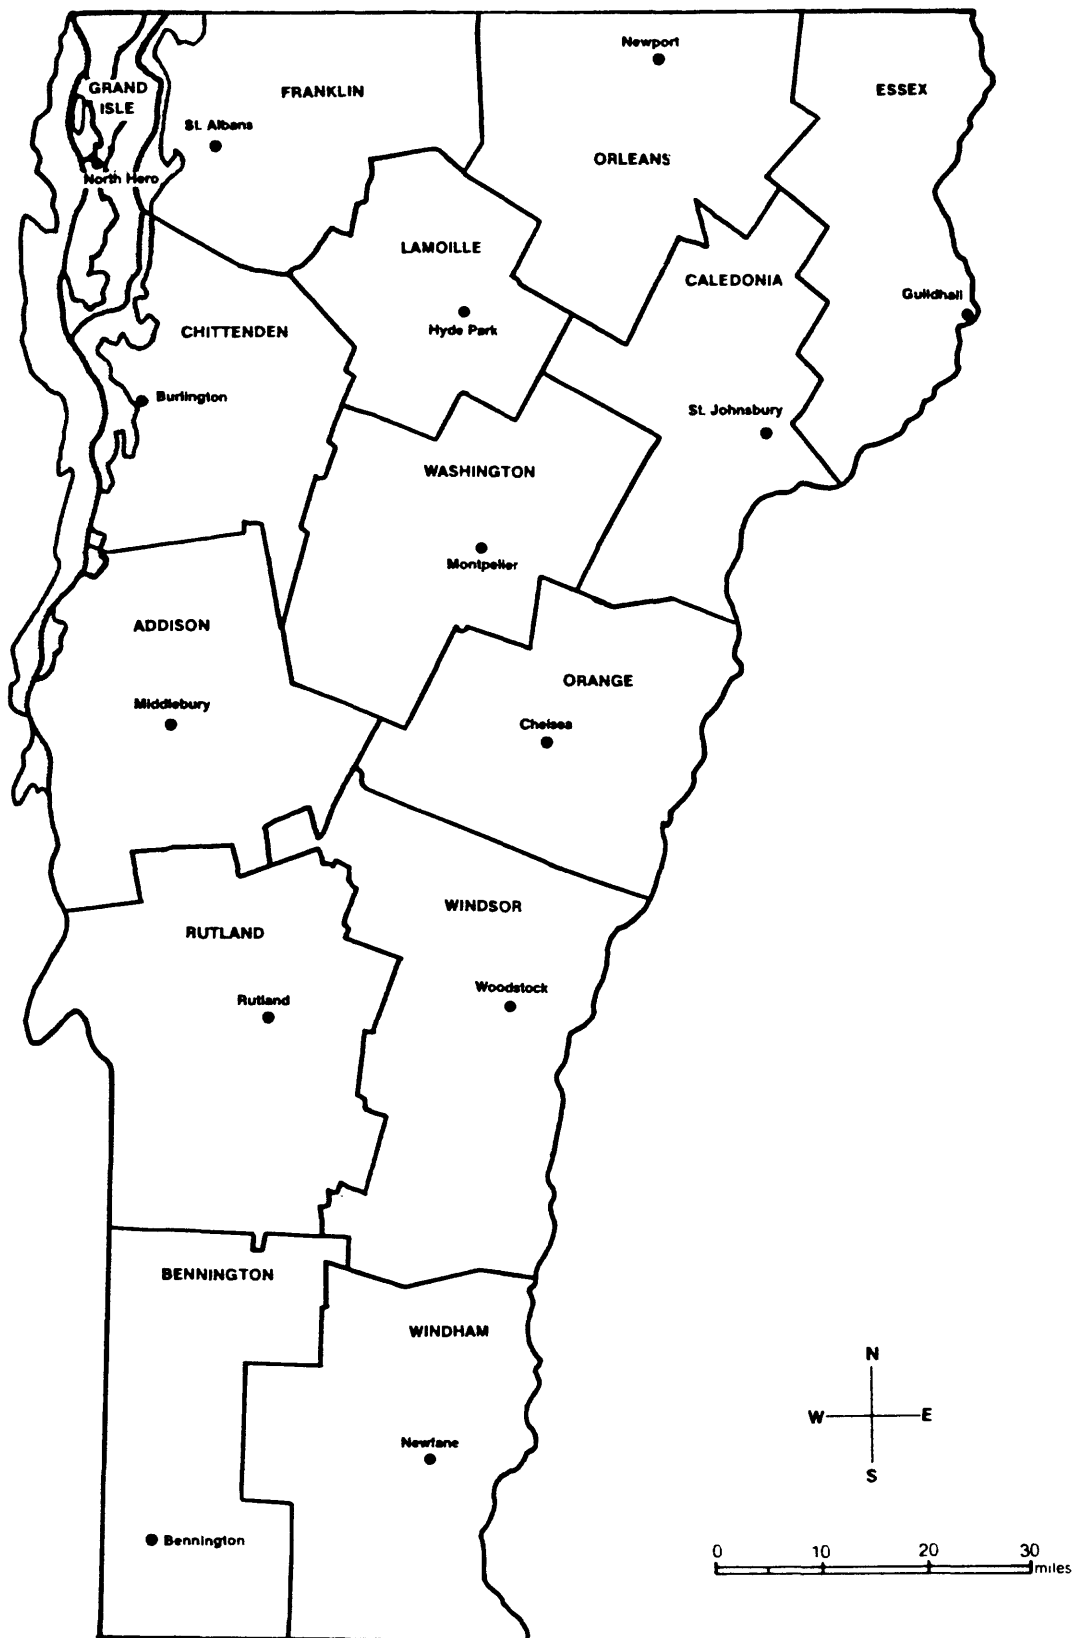 Newport
GRAND
ISLE
FRANKLIN
ESSEX
St. Albans
ORLEANS
North Hero
LAMOILLE
CALEDONIA
Guildhall
CHITTENDEN
Hyde Park
Burlington
St. Johnsbury
WASHINGTON
Montpelier
ADDISON
ORANGE
Middlebury
Chelsea
WINDSOR
RUTLAND
Woodstock
Rutland
BENNINGTON
WINDHAM
N
W E
S
Newfane
Bennington
0 10 20 30
miles